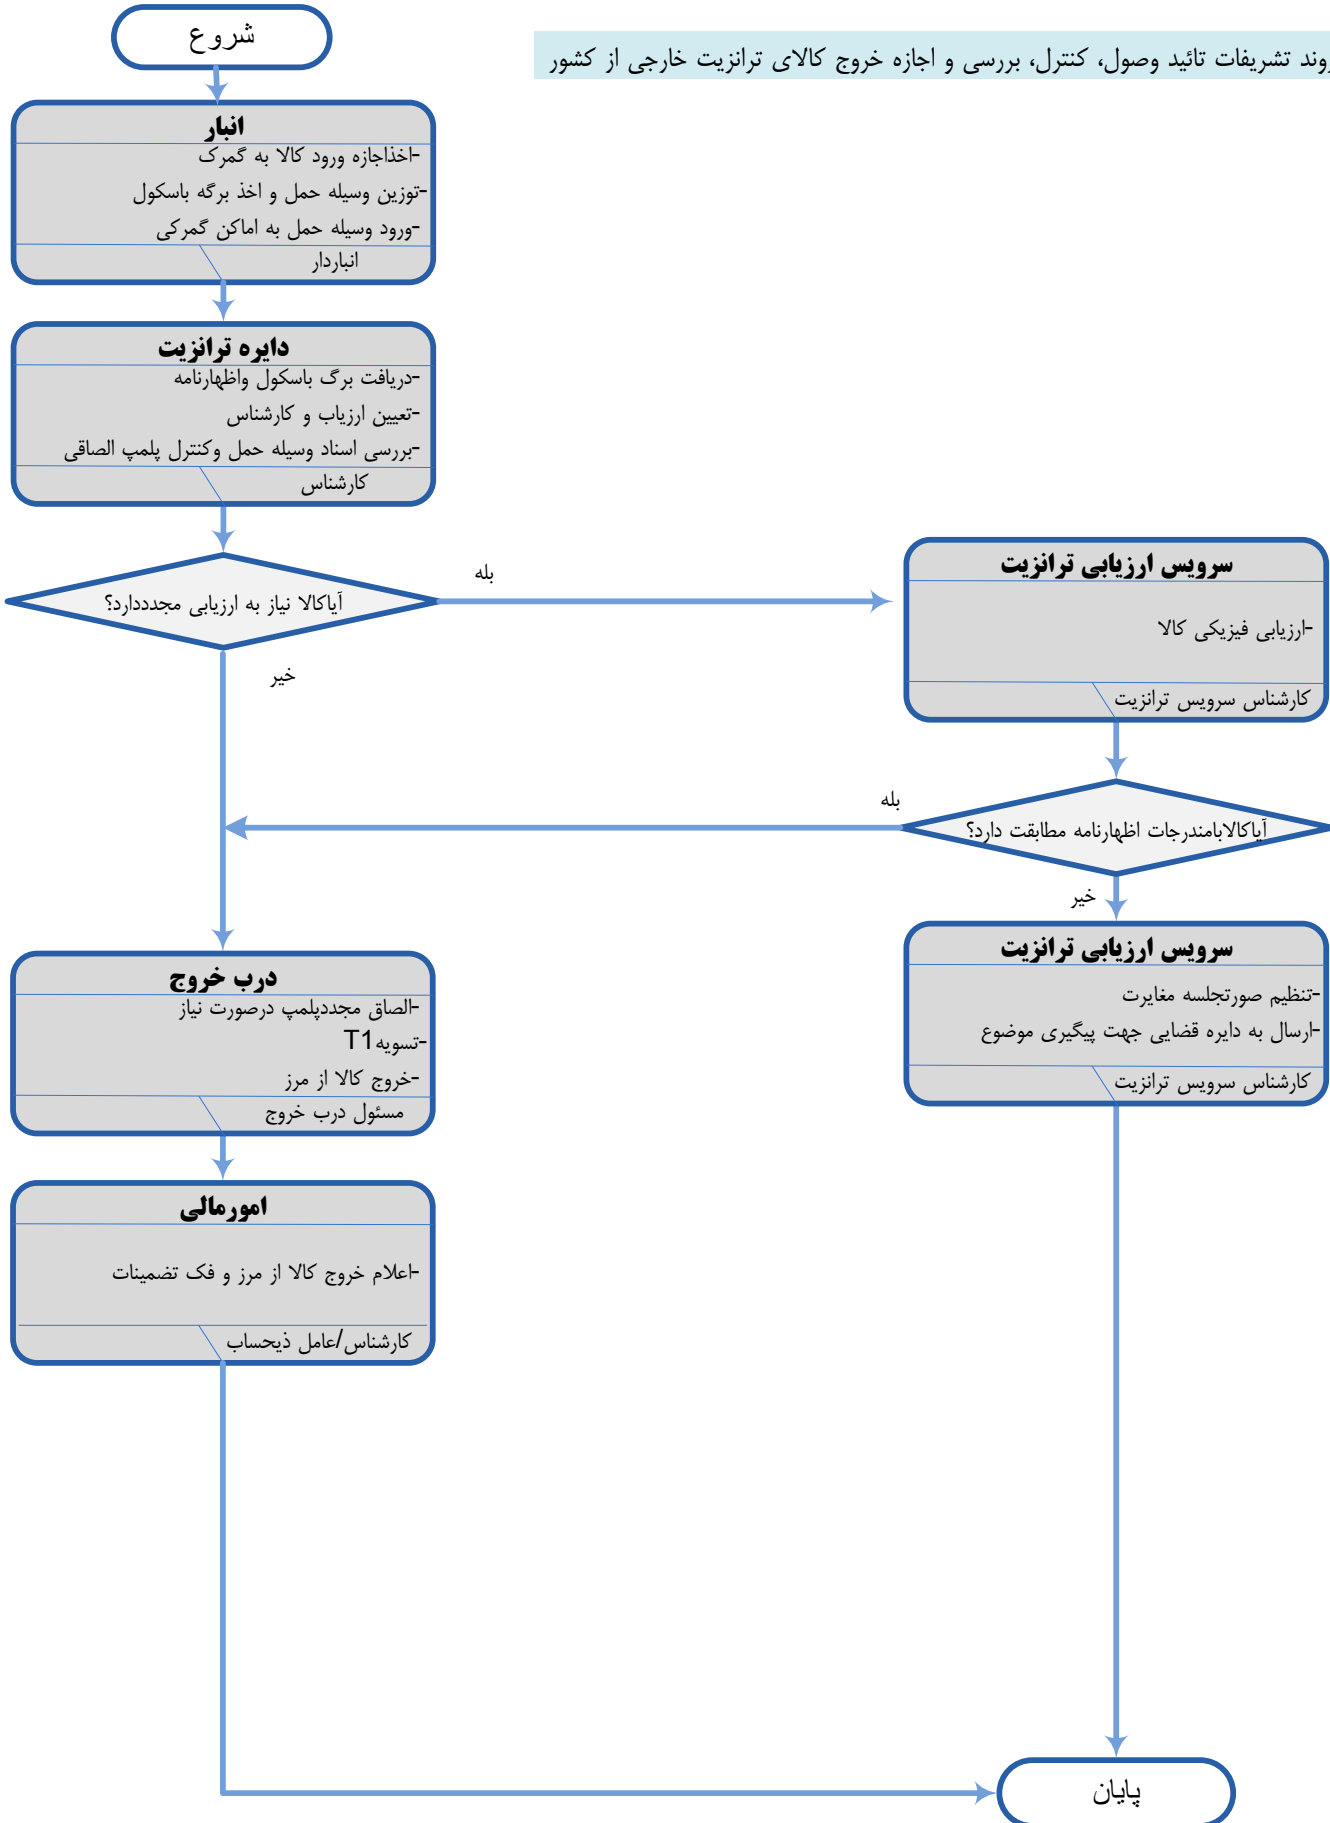 شروع
روند تشریفات تائید وصول، کنترل، بررسی و اجازه خروج کالای ترانزیت خارجی از کشور
انبار
-اخذاجازه ورود کالا به گمرک
-توزین وسیله حمل و اخذ برگه باسکول
-ورود وسیله حمل به اماکن گمرکی
انباردار
دایره ترانزیت
-دریافت برگ باسکول واظهارنامه
-تعیین ارزیاب و کارشناس
-بررسی اسناد وسیله حمل وکنترل پلمپ الصاقی
کارشناس
آیاکالا نیاز به ارزیابی مجدددارد؟
بله
خیر
سرویس ارزیابی ترانزیت
-ارزیابی فیزیکی کالا
کارشناس سرویس ترانزیت
آیاکالابامندرجات اظهارنامه مطابقت دارد؟
بله
خیر
سرویس ارزیابی ترانزیت
-تنظیم صورتجلسه مغایرت
-ارسال به دایره قضایی جهت پیگیری موضوع
کارشناس سرویس ترانزیت
درب خروج
-الصاق مجددپلمپ درصورت نیاز
-تسویهT1
-خروج کالا از مرز
مسئول درب خروج
امورمالی
-اعلام خروج کالا از مرز و فک تضمینات
کارشناس/عامل ذیحساب
پایان